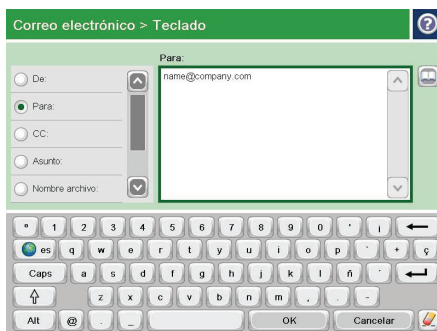 Correo electrónico > Teclado
?
Para:
De:
name@company.com
Para:
CC:
Asunto:
Nombre archivo:
º 1 2 3 4 5 6 7 8 9 0 ' ¡
es q w e r t y u i o p ` + ç
Caps a s d f g h j k l ñ ´
z x c v b n m , . -
Alt @ . _ OK Cancelar